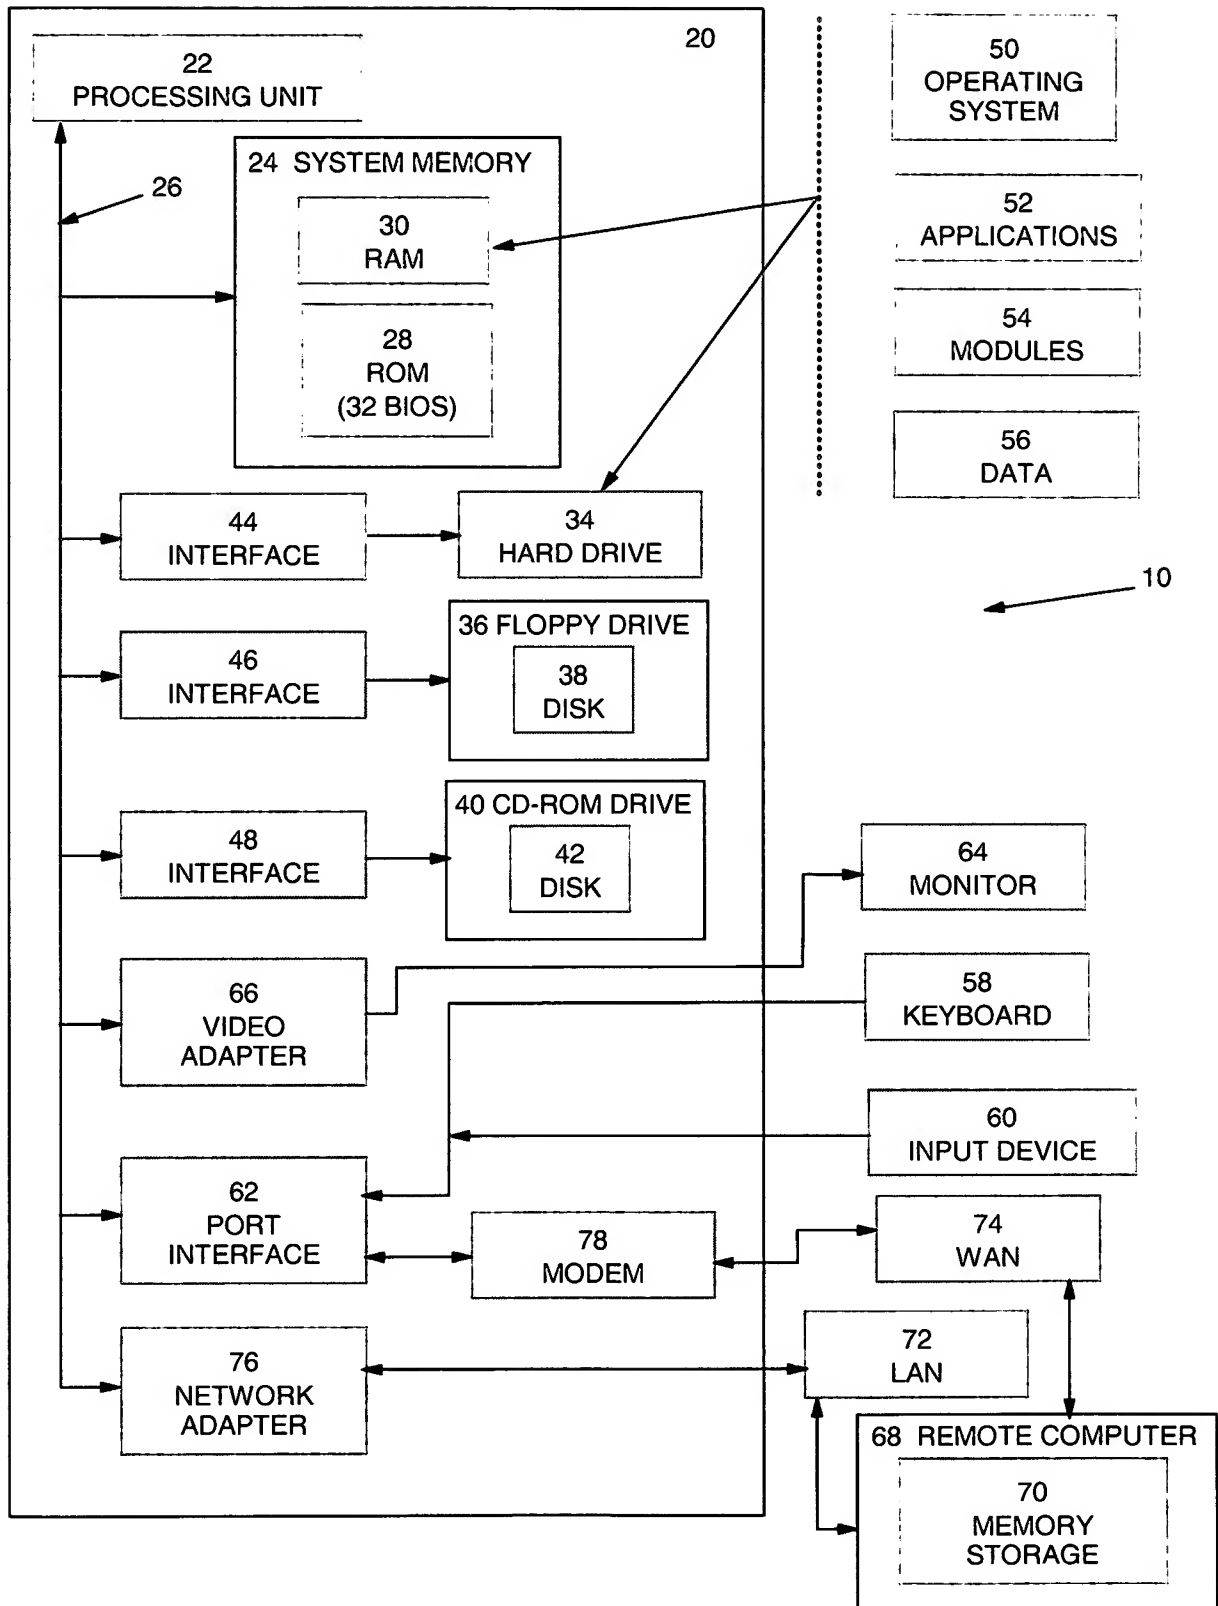 20
22
PROCESSING UNIT
26
24 SYSTEM MEMORY
30
RAM
28
ROM
(32 BIOS)
50
OPERATING
SYSTEM
52
APPLICATIONS
54
MODULES
56
DATA
44
INTERFACE
34
HARD DRIVE
10
46
INTERFACE
36 FLOPPY DRIVE
38
DISK
48
INTERFACE
40 CD-ROM DRIVE
42
DISK
64
MONITOR
66
VIDEO
ADAPTER
58
KEYBOARD
60
INPUT DEVICE
62
PORT
INTERFACE
78
MODEM
74
WAN
76
NETWORK
ADAPTER
72
LAN
68 REMOTE COMPUTER
70
MEMORY
STORAGE